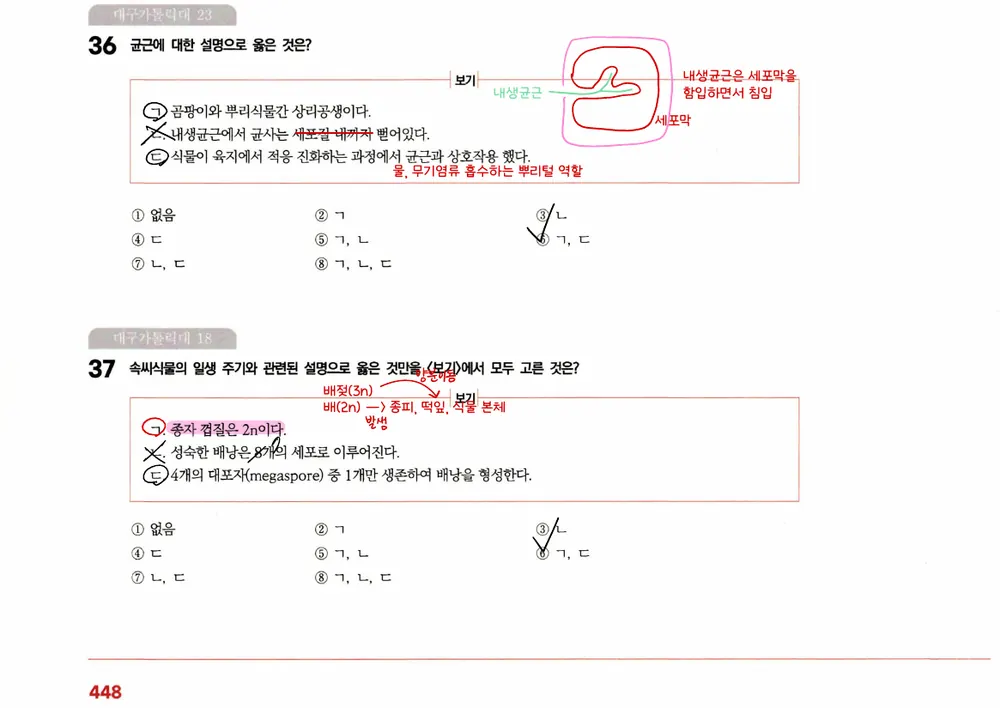 대구가톨릭대 23
36 균근에 대한 설명으로 옳은 것은?
보기
내생균근
내생균근은 세포막을
함입하면서 침입
세포막
ㄱ. 곰팡이와 뿌리식물간 상리공생이다.
ㄴ. 내생균근에서 균사는 세포질 내까지 뻗어있다.
ㄷ. 식물이 육지에서 적응 진화하는 과정에서 균근과 상호작용 했다.
물, 무기염류 흡수하는 뿌리털 역할
① 없음 ② ㄱ ③ ㄴ
④ ㄷ ⑤ ㄱ, ㄴ ⑥ ㄱ, ㄷ
⑦ ㄴ, ㄷ ⑧ ㄱ, ㄴ, ㄷ
대구가톨릭대 18
37 속씨식물의 일생 주기와 관련된 설명으로 옳은 것만을 <보기>에서 모두 고른 것은?
배젖(3n)
보기
배(2n) —> 종피, 떡잎, 식물 본체
발생
ㄱ. 종자 껍질은 2n이다.
ㄴ. 성숙한 배낭은 8개의 세포로 이루어진다.
ㄷ. 4개의 대포자(megaspore) 중 1개만 생존하여 배낭을 형성한다.
① 없음 ② ㄱ ③ ㄴ
④ ㄷ ⑤ ㄱ, ㄴ ⑥ ㄱ, ㄷ
⑦ ㄴ, ㄷ ⑧ ㄱ, ㄴ, ㄷ
448